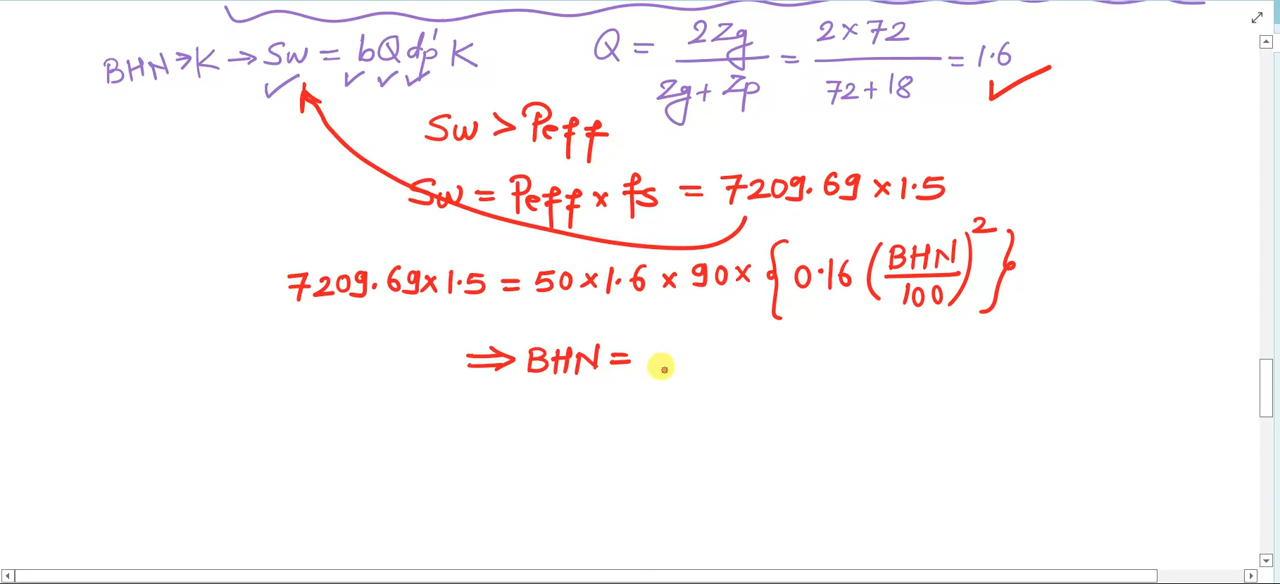 BHN → K → Sw = bQdp'K
Q = 2Zg / Zg + Zp = 2 × 72 / 72 + 18 = 1.6
Sw > Peff
Sw = Peff × fs = 7209.69 × 1.5
7209.69 × 1.5 = 50 × 1.6 × 90 × {0.16 (BHN / 100)^2}
⇒ BHN =